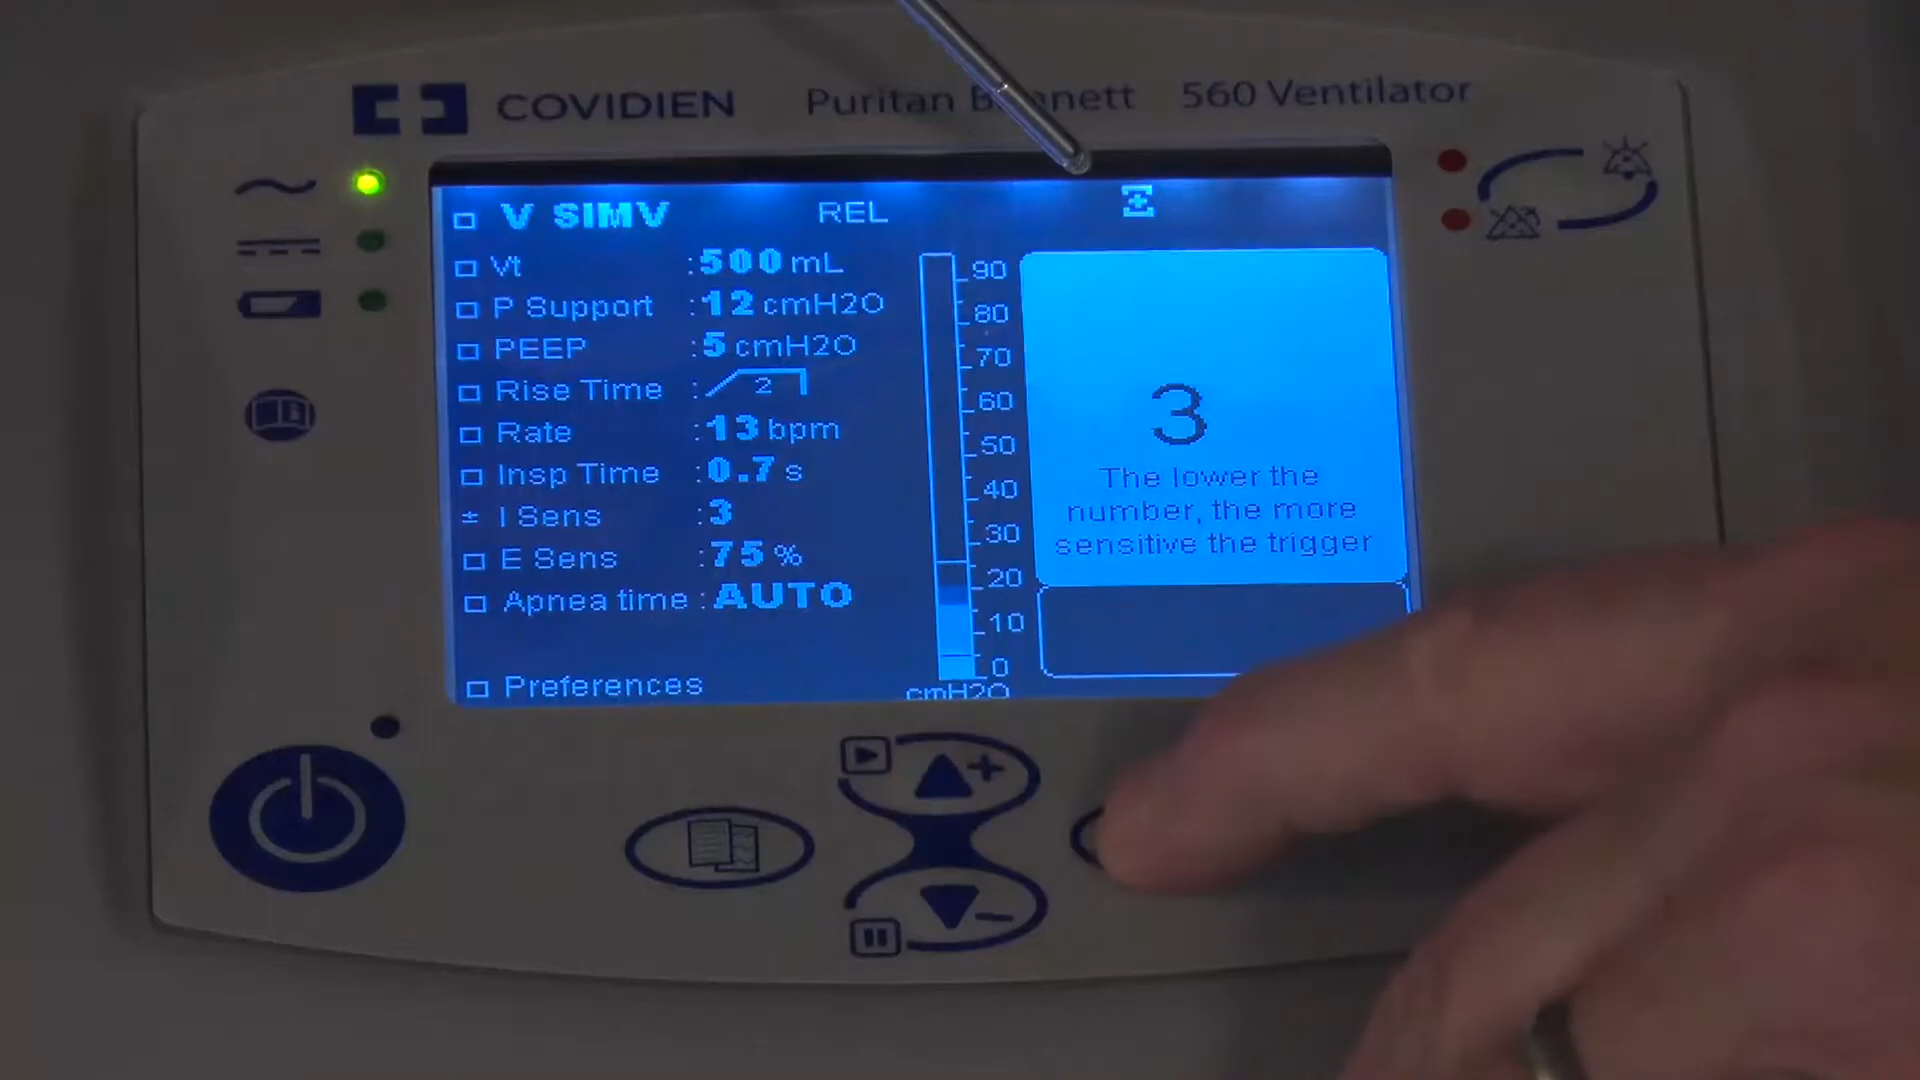 COVIDIEN Puritan Bennett 560 Ventilator
V SIMV REL
Vt :500 mL
P Support :12 cmH2O
PEEP :5 cmH2O
Rise Time : 2
Rate :13 bpm
Insp Time :0.7 s
± I Sens :3
E Sens :75 %
Apnea time :AUTO
Preferences
90
80
70
60
50
40
30
20
10
0
cmH2O
3
The lower the
number, the more
sensitive the trigger
+
-